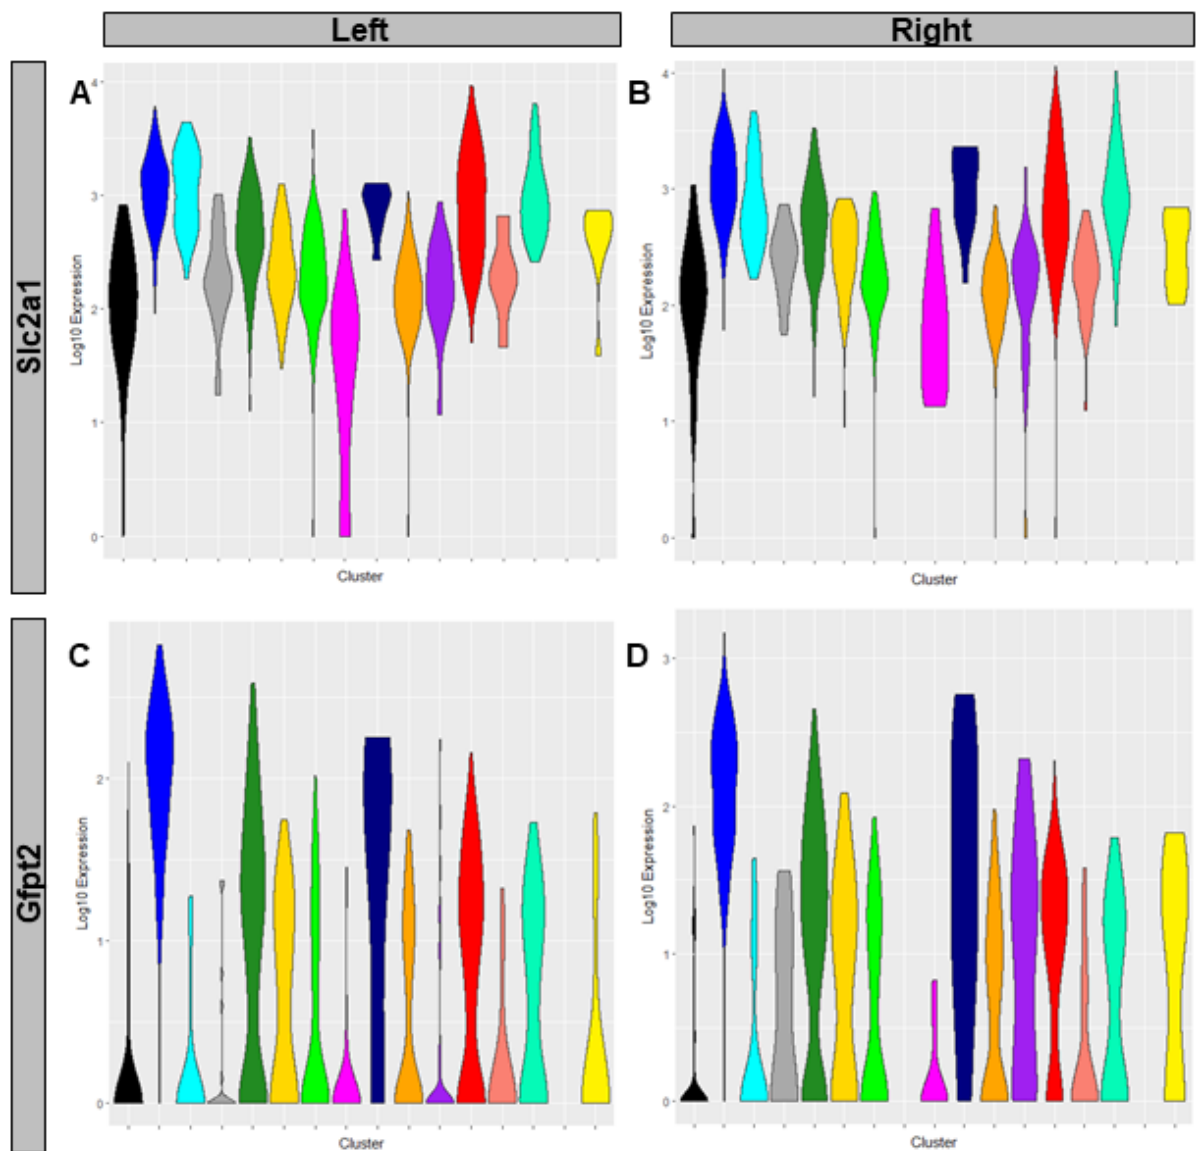 Left
Right
Slc2a1
A
4
3
2
1
0
Log10 Expression
Cluster
B
4
3
2
1
0
Log10 Expression
Cluster
Gfpt2
C
2
1
0
Log10 Expression
Cluster
D
3
2
1
0
Log10 Expression
Cluster